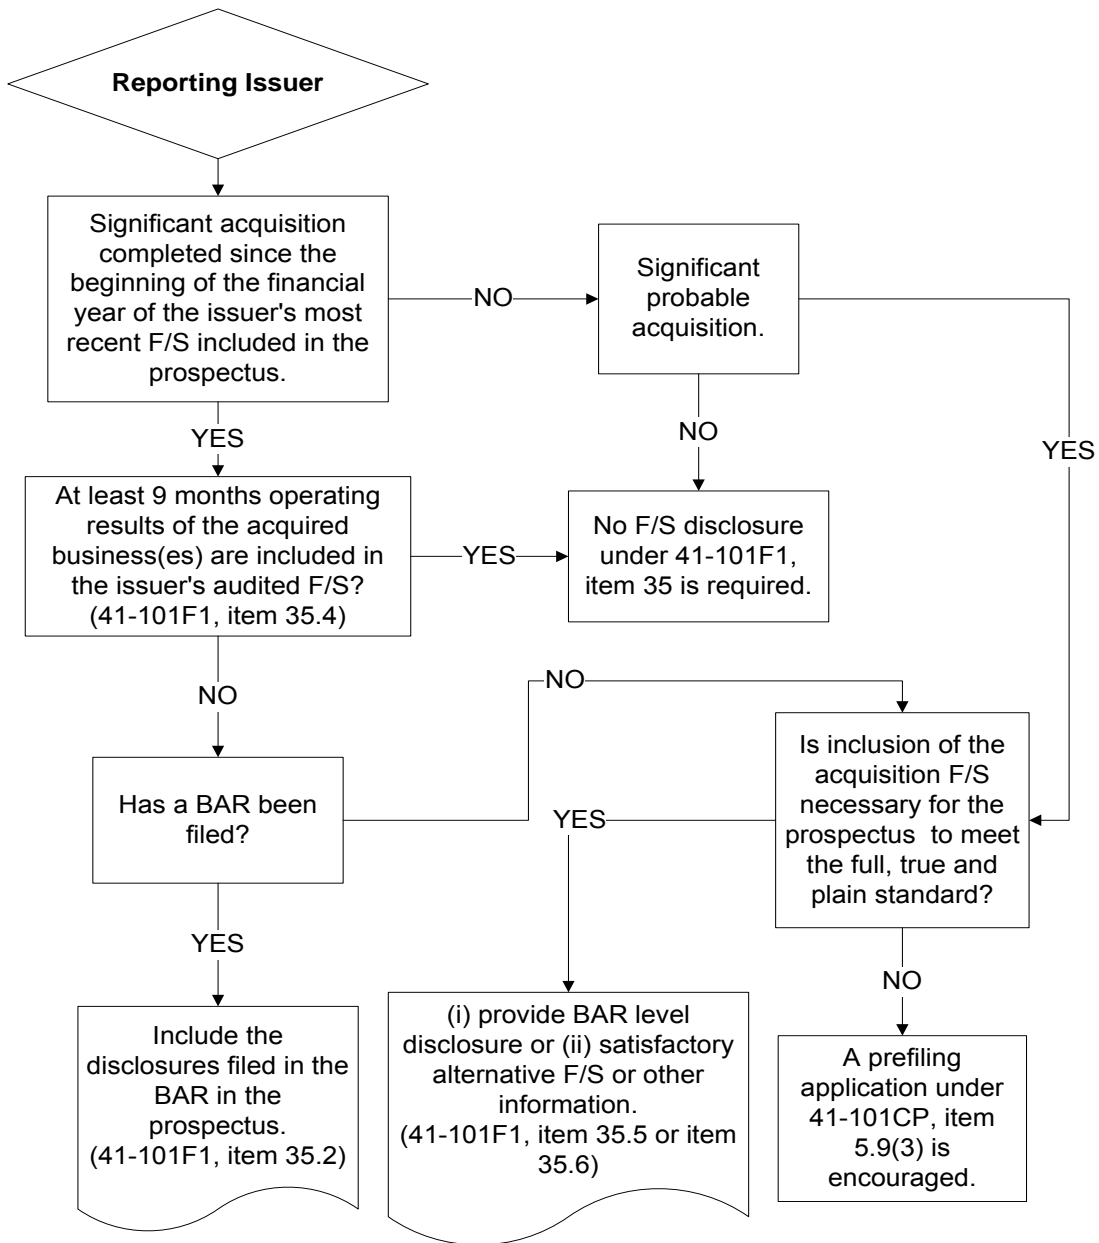 Reporting Issuer
Significant acquisition
completed since the
beginning of the financial
year of the issuer's most
recent F/S included in the
prospectus.
NO
Significant
probable
acquisition.
YES
NO
YES
At least 9 months operating
results of the acquired
business(es) are included in
the issuer's audited F/S?
(41-101F1, item 35.4)
YES
No F/S disclosure
under 41-101F1,
item 35 is required.
NO
NO
Has a BAR been
filed?
Is inclusion of the
acquisition F/S
necessary for the
prospectus to meet
the full, true and
plain standard?
YES
YES
NO
Include the
disclosures filed in the
BAR in the
prospectus.
(41-101F1, item 35.2)
(i) provide BAR level
disclosure or (ii) satisfactory
alternative F/S or other
information.
(41-101F1, item 35.5 or item
35.6)
A prefiling
application under
41-101CP, item
5.9(3) is
encouraged.